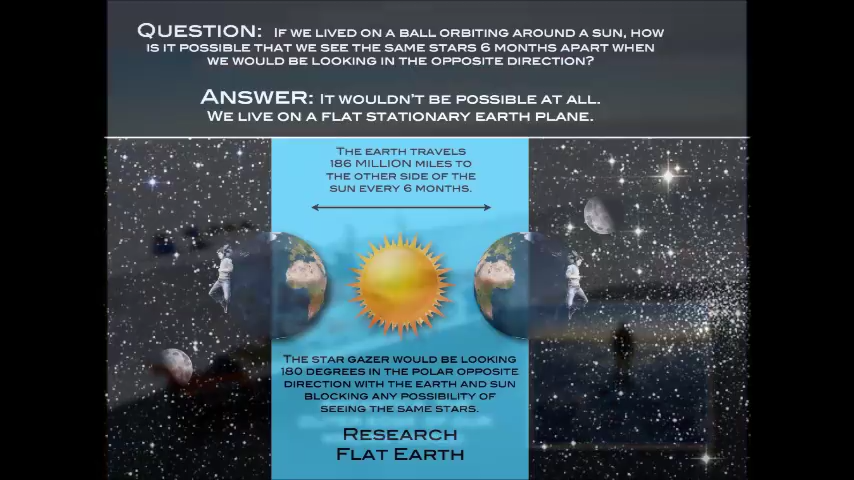 QUESTION: IF WE LIVED ON A BALL ORBITING AROUND A SUN, HOW
IS IT POSSIBLE THAT WE SEE THE SAME STARS 6 MONTHS APART WHEN
WE WOULD BE LOOKING IN THE OPPOSITE DIRECTION?
ANSWER: IT WOULDN'T BE POSSIBLE AT ALL.
WE LIVE ON A FLAT STATIONARY EARTH PLANE.
THE EARTH TRAVELS
186 MILLION MILES TO
THE OTHER SIDE OF THE
SUN EVERY 6 MONTHS.
THE STAR GAZER WOULD BE LOOKING
180 DEGREES IN THE POLAR OPPOSITE
DIRECTION WITH THE EARTH AND SUN
BLOCKING ANY POSSIBILITY OF
SEEING THE SAME STARS.
RESEARCH
FLAT EARTH